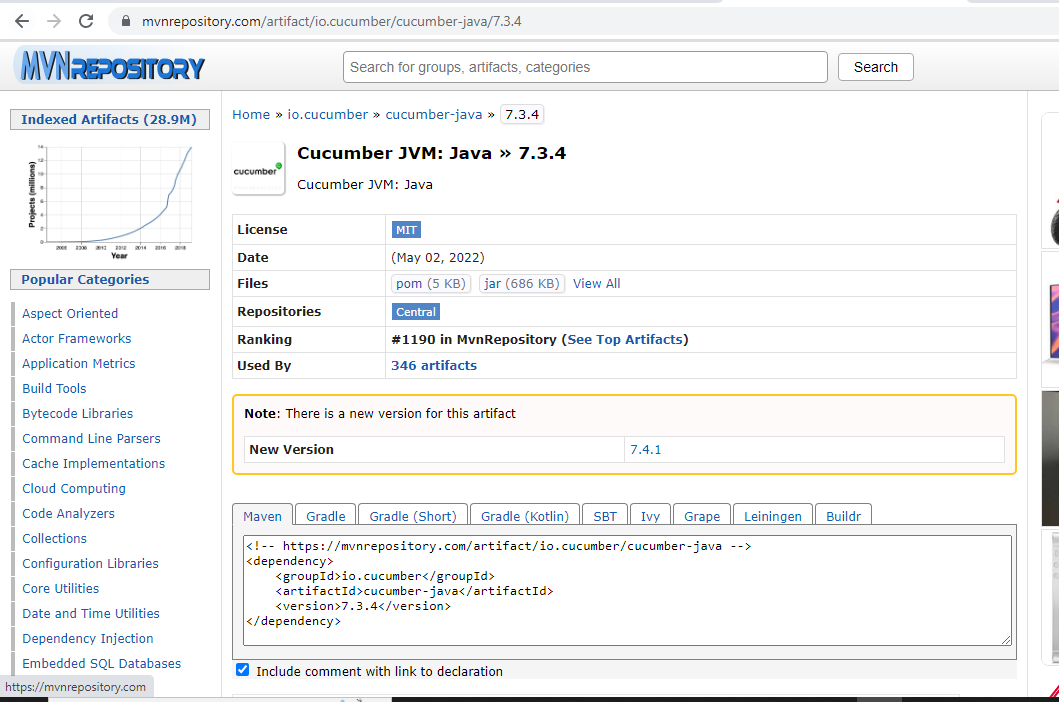 mvnrepository.com/artifact/io.cucumber/cucumber-java/7.3.4
MVNREPOSITORY
Search for groups, artifacts, categories
Search
Indexed Artifacts (28.9M)
Projects (millions)
Year
Popular Categories
Aspect Oriented
Actor Frameworks
Application Metrics
Build Tools
Bytecode Libraries
Command Line Parsers
Cache Implementations
Cloud Computing
Code Analyzers
Collections
Configuration Libraries
Core Utilities
Date and Time Utilities
Dependency Injection
Embedded SQL Databases
https://mvnrepository.com
Home » io.cucumber » cucumber-java » 7.3.4
cucumber
Cucumber JVM: Java » 7.3.4
Cucumber JVM: Java
License MIT
Date (May 02, 2022)
Files pom (5 KB) jar (686 KB) View All
Repositories Central
Ranking #1190 in MvnRepository (See Top Artifacts)
Used By 346 artifacts
Note: There is a new version for this artifact
New Version 7.4.1
Maven Gradle Gradle (Short) Gradle (Kotlin) SBT Ivy Grape Leiningen Buildr
<!-- https://mvnrepository.com/artifact/io.cucumber/cucumber-java -->
<dependency>
    <groupId>io.cucumber</groupId>
    <artifactId>cucumber-java</artifactId>
    <version>7.3.4</version>
</dependency>
Include comment with link to declaration